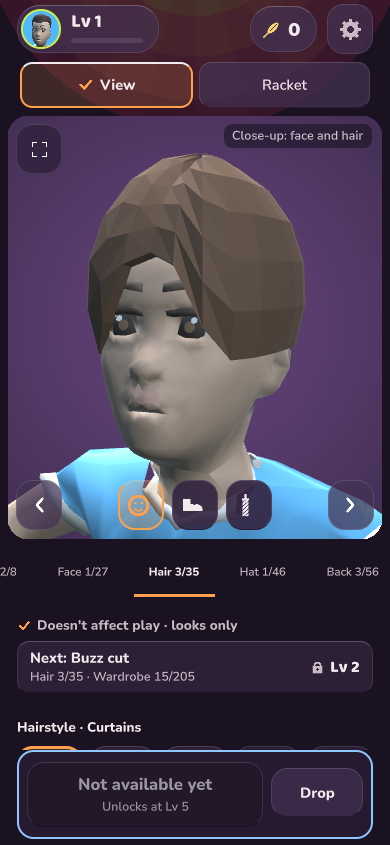 Lv 1
0
View
Racket
Close-up: face and hair
2/8
Face 1/27
Hair 3/35
Hat 1/46
Back 3/56
Doesn't affect play · looks only
Next: Buzz cut
Hair 3/35 · Wardrobe 15/205
Lv 2
Hairstyle · Curtains
Not available yet
Unlocks at Lv 5
Drop